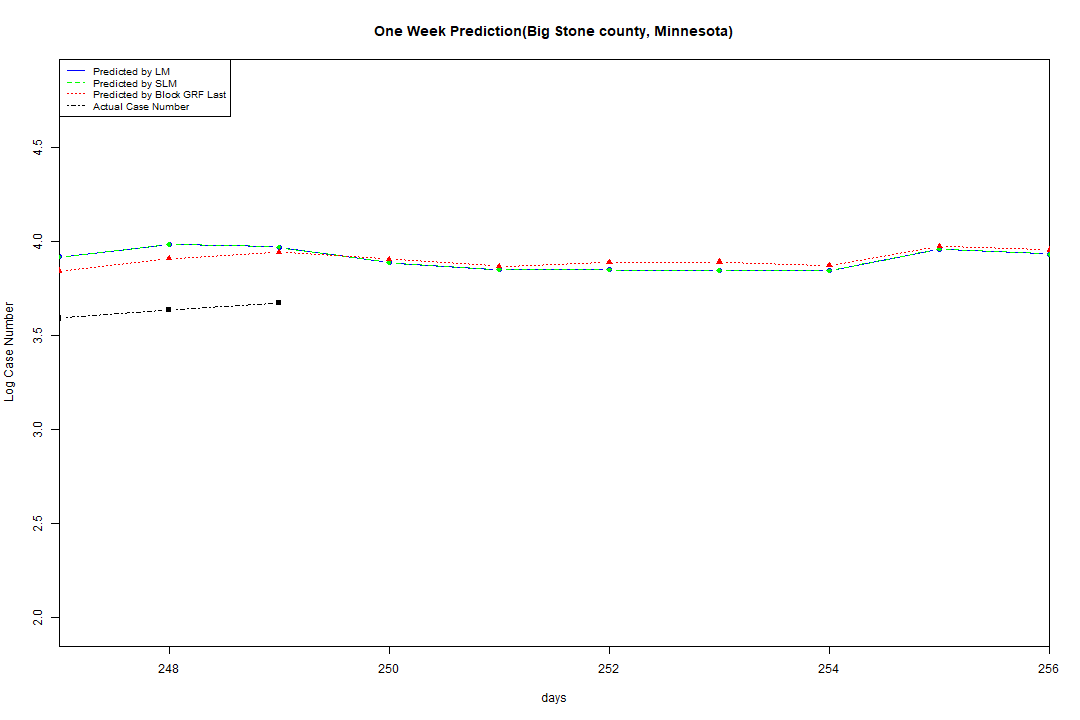 One Week Prediction(Big Stone county, Minnesota)
Predicted by LM
Predicted by SLM
Predicted by Block GRF Last
Actual Case Number
4.5
4.0
3.5
3.0
2.5
2.0
Log Case Number
248 250 252 254 256
days